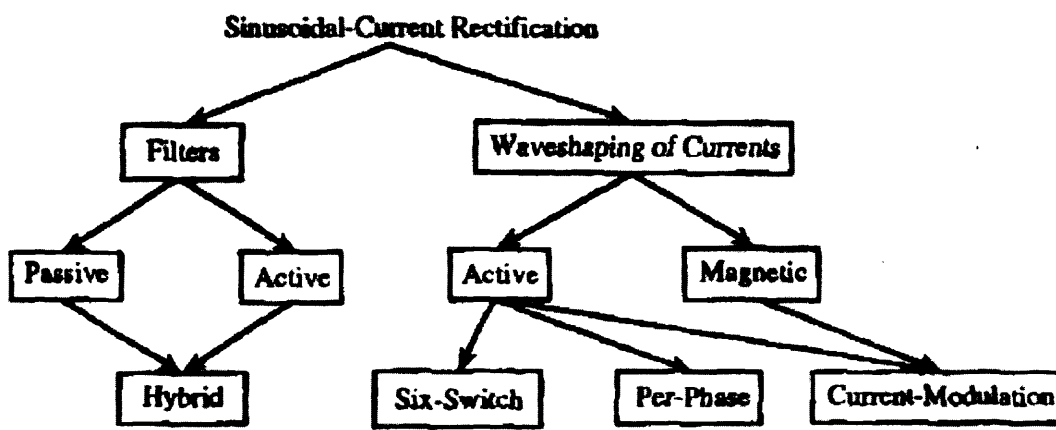 Sinusoidal-Current Rectification
Filters
Waveshaping of Currents
Passive
Active
Active
Magnetic
Hybrid
Six-Switch
Per-Phase
Current-Modulation